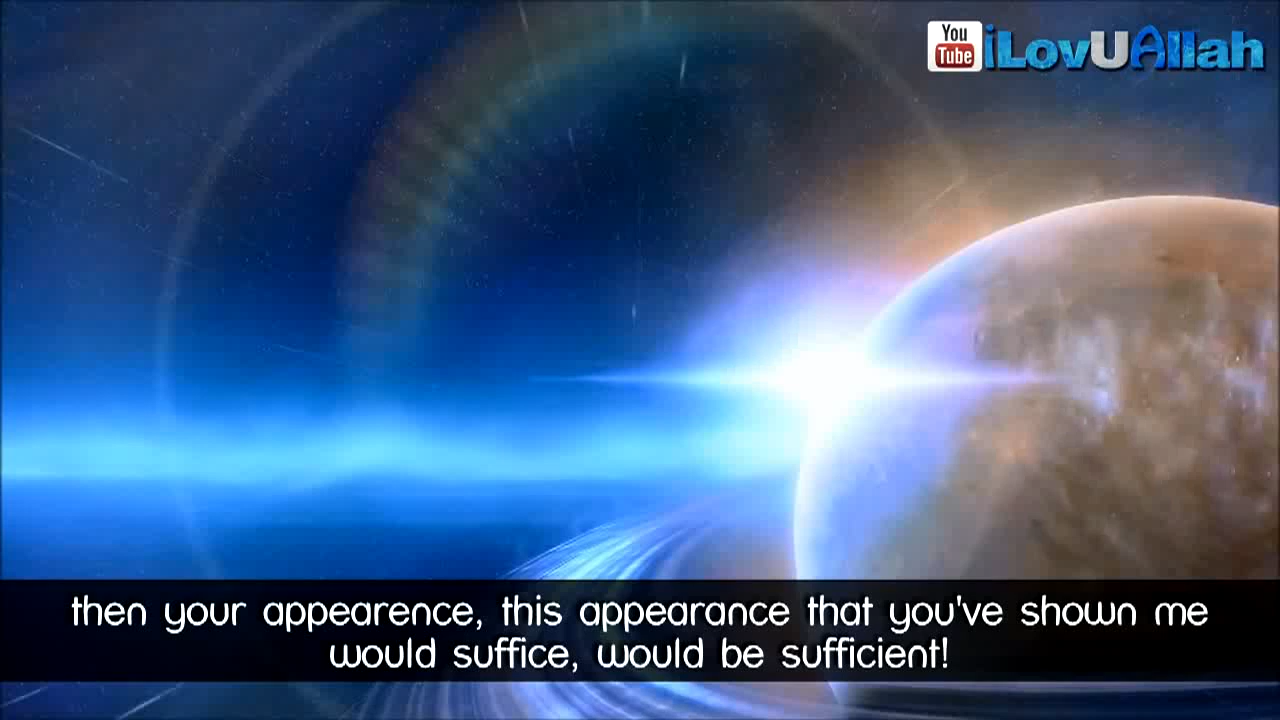 You
Tube
iLovUAllah
then your appearence, this appearance that you've shown me
would suffice, would be sufficient!